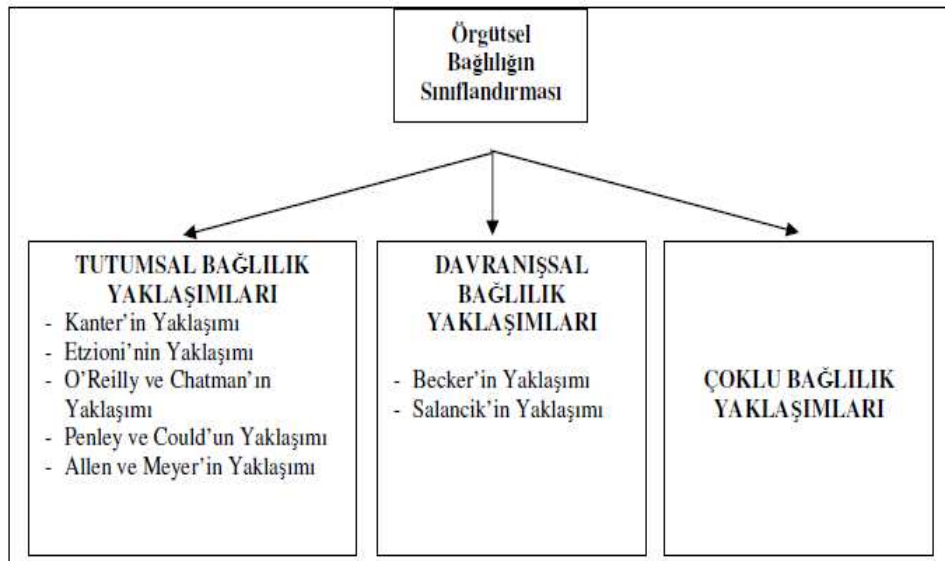 Örgütsel
Bağlılığın
Sınıflandırması
TUTUMSAL BAĞLILIK
YAKLAŞIMLARI
- Kanter’in Yaklaşımı
- Etzioni’nin Yaklaşımı
- O’Reilly ve Chatman’ın
Yaklaşımı
- Penley ve Could’un Yaklaşımı
- Allen ve Meyer’in Yaklaşımı
DAVRANIŞSAL
BAĞLILIK
YAKLAŞIMLARI
- Becker’in Yaklaşımı
- Salancik’in Yaklaşımı
ÇOKLU BAĞLILIK
YAKLAŞIMLARI